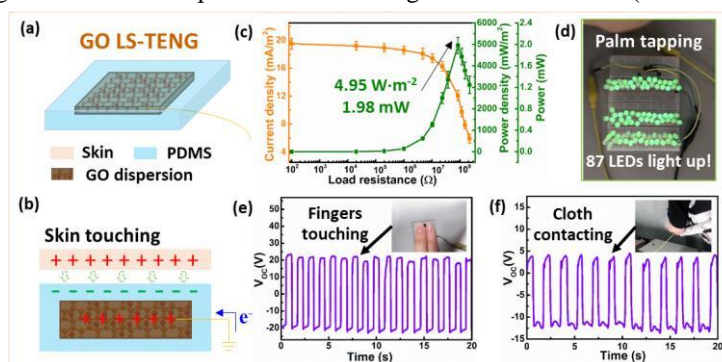 (a)
GO LS-TENG
Skin
PDMS
GO dispersion
(b)
Skin touching
+ + + + + + + +
- - - - - - - - -
+ + + + + +
e⁻
(c)
Current density (mA/m²)
20
16
12
8
4
4.95 W·m⁻²
1.98 mW
10² 10³ 10⁴ 10⁵ 10⁶ 10⁷ 10⁸
Load resistance (Ω)
6000
5000
4000
3000
2000
1000
0
Power density (mW/m²)
2.4
2.0
1.6
1.2
0.8
0.4
0.0
Power (mW)
(d)
Palm tapping
87 LEDs light up!
(e)
Fingers
touching
V_OC(V)
20
10
0
-10
-20
0 5 10 15 20
Time (s)
(f)
Cloth
contacting
V_OC(V)
10
5
0
-5
-10
-15
0 5 10 15 20
Time (s)